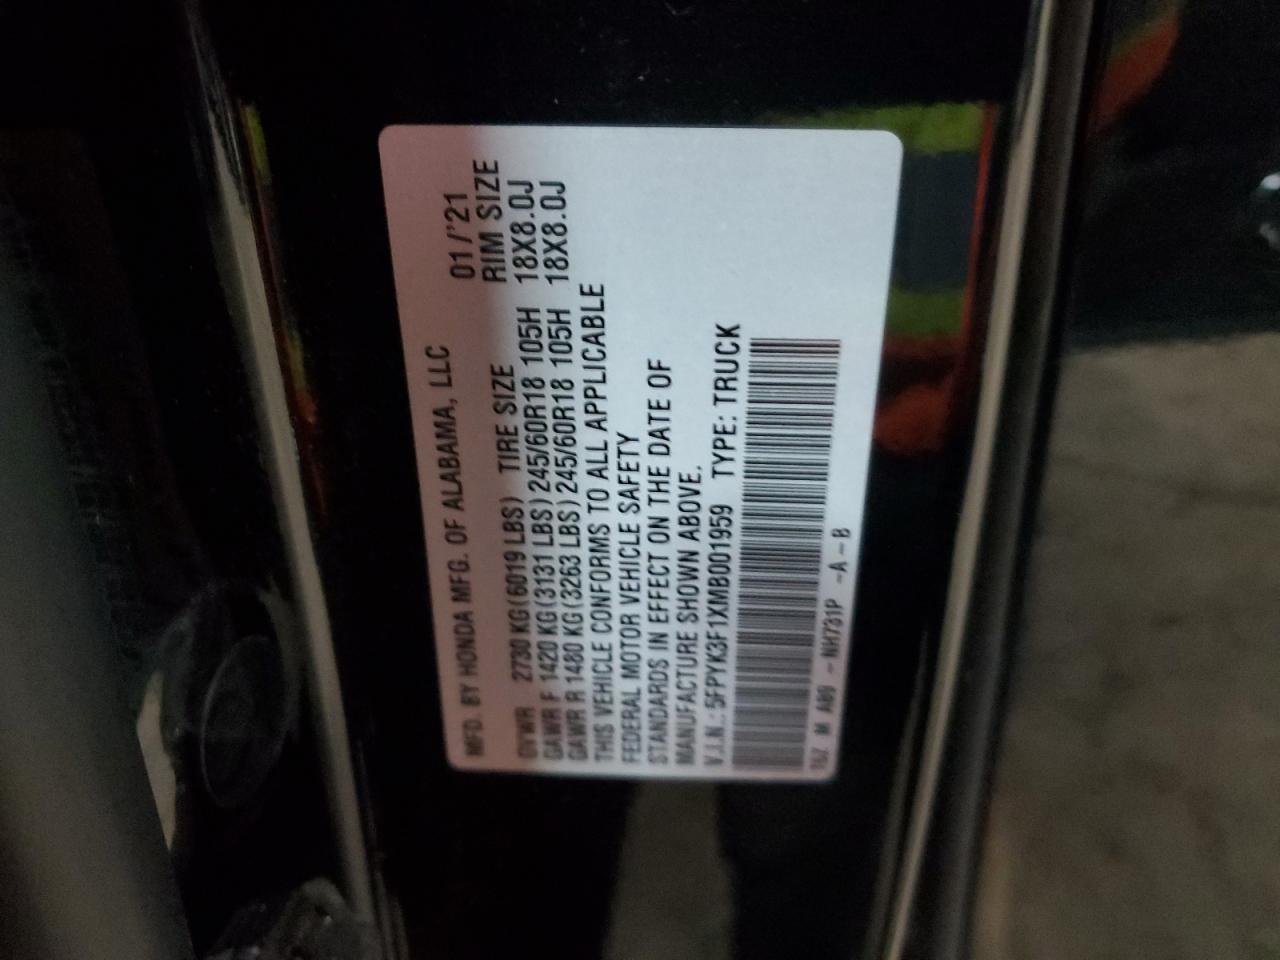 MFD. BY HONDA MFG. OF ALABAMA, LLC 01/'21
GVWR 2730 KG(6019 LBS) TIRE SIZE RIM SIZE
GAWR F 1420 KG(3131 LBS) 245/60R18 105H 18X8.0J
GAWR R 1480 KG(3263 LBS) 245/60R18 105H 18X8.0J
THIS VEHICLE CONFORMS TO ALL APPLICABLE
FEDERAL MOTOR VEHICLE SAFETY
STANDARDS IN EFFECT ON THE DATE OF
MANUFACTURE SHOWN ABOVE.
V.I.N.: 5FPYK3F1XMB001959 TYPE: TRUCK
T6Z M A89 -NH731P -A-B